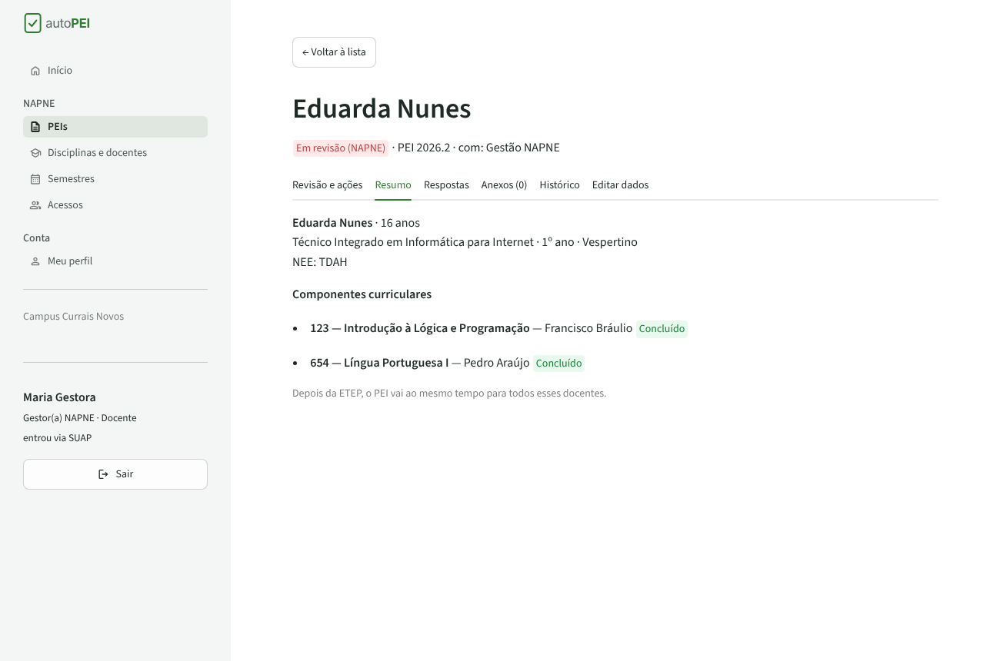 autoPEI
Início
NAPNE
PEIs
Disciplinas e docentes
Semestres
Acessos
Conta
Meu perfil
Campus Currais Novos
Maria Gestora
Gestor(a) NAPNE · Docente
entrou via SUAP
Sair
← Voltar à lista
Eduarda Nunes
Em revisão (NAPNE) · PEI 2026.2 · com: Gestão NAPNE
Revisão e ações Resumo Respostas Anexos (0) Histórico Editar dados
Eduarda Nunes · 16 anos
Técnico Integrado em Informática para Internet · 1º ano · Vespertino
NEE: TDAH
Componentes curriculares
• 123 — Introdução à Lógica e Programação — Francisco Bráulio Concluído
• 654 — Língua Portuguesa I — Pedro Araújo Concluído
Depois da ETEP, o PEI vai ao mesmo tempo para todos esses docentes.